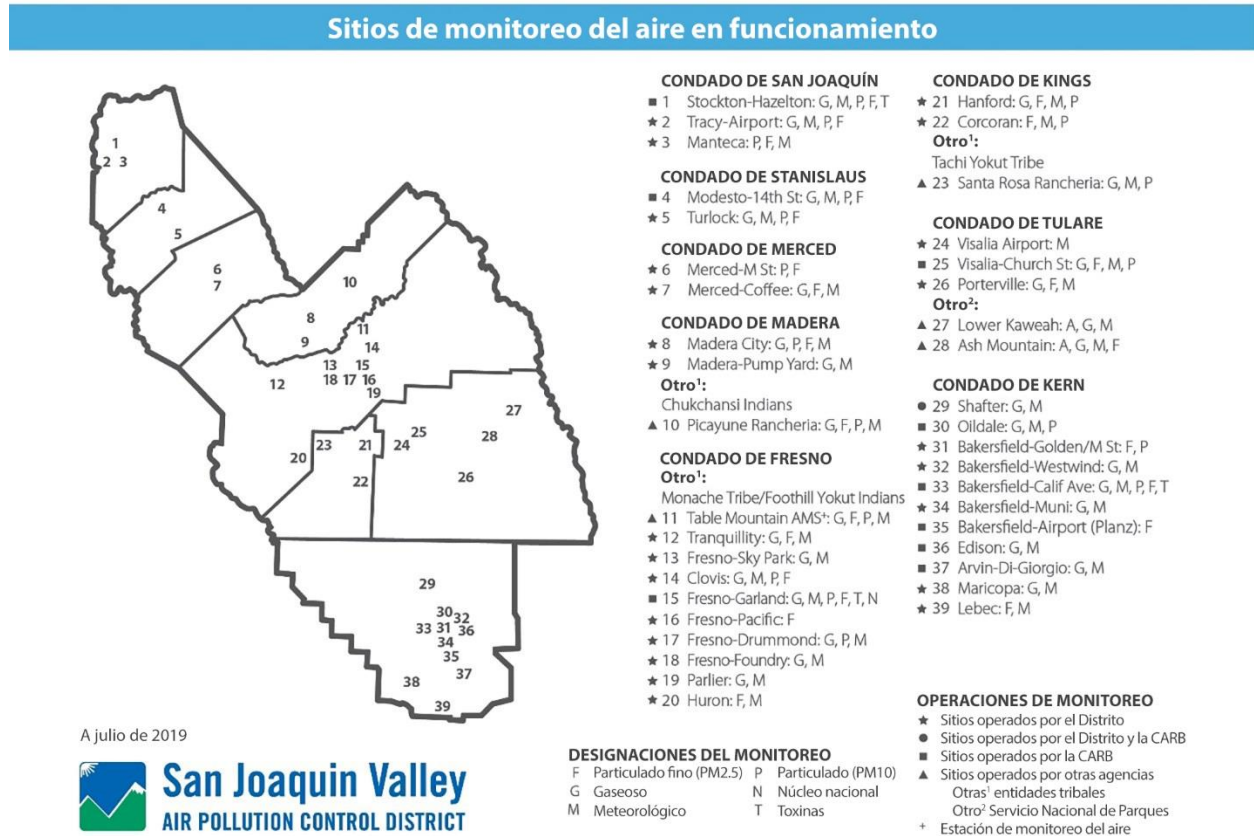 Sitios de monitoreo del aire en funcionamiento
1
2 3
4
5
6
7
8
9
10
11
12
13
14
15
16
17
18
19
20
21
22
23
24
25
26
27
28
29
30
31
32
33
34
35
36
37
38
39
CONDADO DE SAN JOAQUÍN
■ 1 Stockton-Hazelton: G, M, P, F, T
★ 2 Tracy-Airport: G, M, P, F
★ 3 Manteca: P, F, M
CONDADO DE STANISLAUS
■ 4 Modesto-14th St: G, M, P, F
★ 5 Turlock: G, M, P, F
CONDADO DE MERCED
★ 6 Merced-M St: P, F
★ 7 Merced-Coffee: G, F, M
CONDADO DE MADERA
★ 8 Madera City: G, P, F, M
★ 9 Madera-Pump Yard: G, M
Otro¹:
Chukchansi Indians
▲ 10 Picayune Rancheria: G, F, P, M
CONDADO DE FRESNO
Otro¹:
Monache Tribe/Foothill Yokut Indians
▲ 11 Table Mountain AMS⁺: G, F, P, M
★ 12 Tranquillity: G, F, M
★ 13 Fresno-Sky Park: G, M
★ 14 Clovis: G, M, P, F
■ 15 Fresno-Garland: G, M, P, F, T, N
★ 16 Fresno-Pacific: F
★ 17 Fresno-Drummond: G, P, M
★ 18 Fresno-Foundry: G, M
★ 19 Parlier: G, M
★ 20 Huron: F, M
CONDADO DE KINGS
★ 21 Hanford: G, F, M, P
★ 22 Corcoran: F, M, P
Otro¹:
Tachi Yokut Tribe
▲ 23 Santa Rosa Rancheria: G, M, P
CONDADO DE TULARE
★ 24 Visalia Airport: M
■ 25 Visalia-Church St: G, F, M, P
★ 26 Porterville: G, F, M
Otro²:
▲ 27 Lower Kaweah: A, G, M
▲ 28 Ash Mountain: A, G, M, F
CONDADO DE KERN
● 29 Shafter: G, M
■ 30 Oildale: G, M, P
★ 31 Bakersfield-Golden/M St: F, P
★ 32 Bakersfield-Westwind: G, M
■ 33 Bakersfield-Calif Ave: G, M, P, F, T
★ 34 Bakersfield-Muni: G, M
■ 35 Bakersfield-Airport (Planz): F
■ 36 Edison: G, M
■ 37 Arvin-Di-Giorgio: G, M
★ 38 Maricopa: G, M
★ 39 Lebec: F, M
A julio de 2019
San Joaquin Valley
AIR POLLUTION CONTROL DISTRICT
DESIGNACIONES DEL MONITOREO
F Particulado fino (PM2.5) P Particulado (PM10)
G Gaseoso N Núcleo nacional
M Meteorológico T Toxinas
OPERACIONES DE MONITOREO
★ Sitios operados por el Distrito
● Sitios operados por el Distrito y la CARB
■ Sitios operados por la CARB
▲ Sitios operados por otras agencias
Otras¹ entidades tribales
Otro² Servicio Nacional de Parques
⁺ Estación de monitoreo del aire